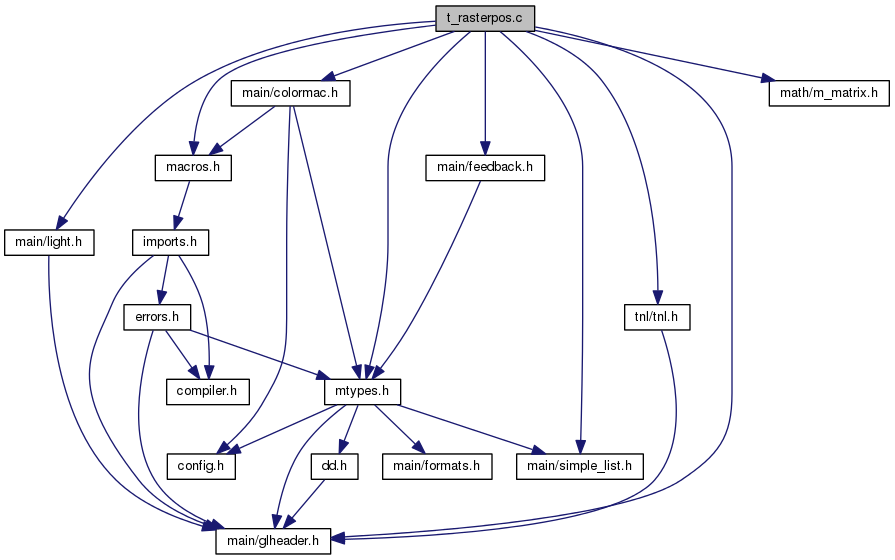 t_rasterpos.c
main/colormac.h
math/m_matrix.h
macros.h
main/feedback.h
main/light.h
imports.h
errors.h
tnl/tnl.h
compiler.h
mtypes.h
config.h
dd.h
main/formats.h
main/simple_list.h
main/glheader.h